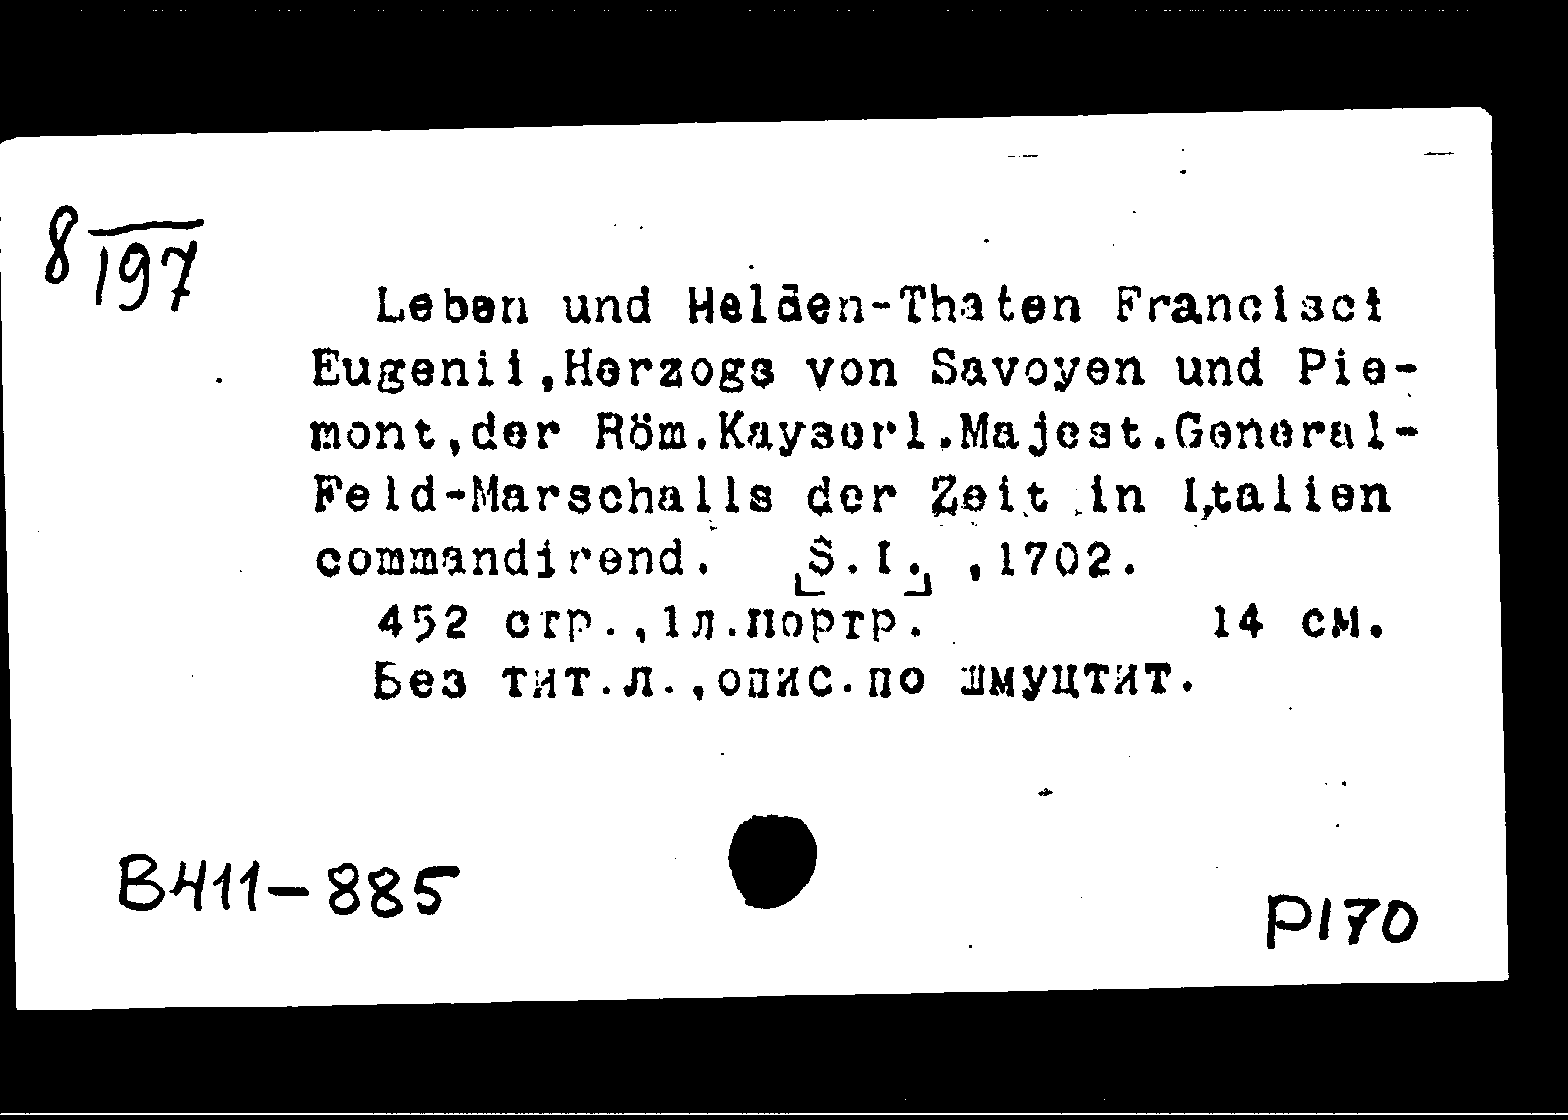 8/197
Leben und Helden-Thaten Francisci
Eugenii,Herzogs von Savoyen und Pie-
mont,der Röm.Kayserl.Majest.General-
Feld-Marschalls der Zeit in Italien
commandirend. [S.I.] ,1702.
452 стр.,1л.портр. 14 см.
Без тит.л.,опис.по шмуцтит.
B411-885
P170